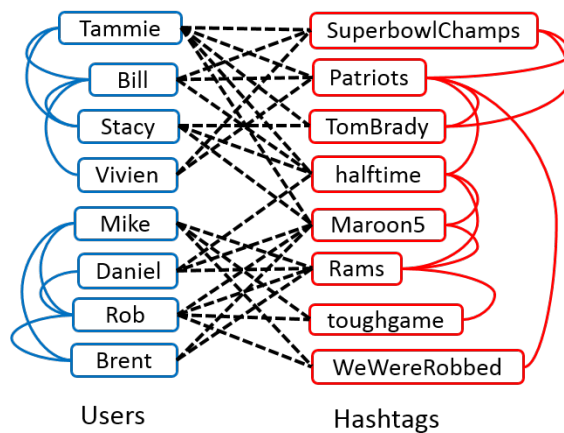 Tammie
SuperbowlChamps
Bill
Patriots
Stacy
TomBrady
Vivien
halftime
Mike
Maroon5
Daniel
Rams
Rob
toughgame
Brent
WeWereRobbed
Users
Hashtags